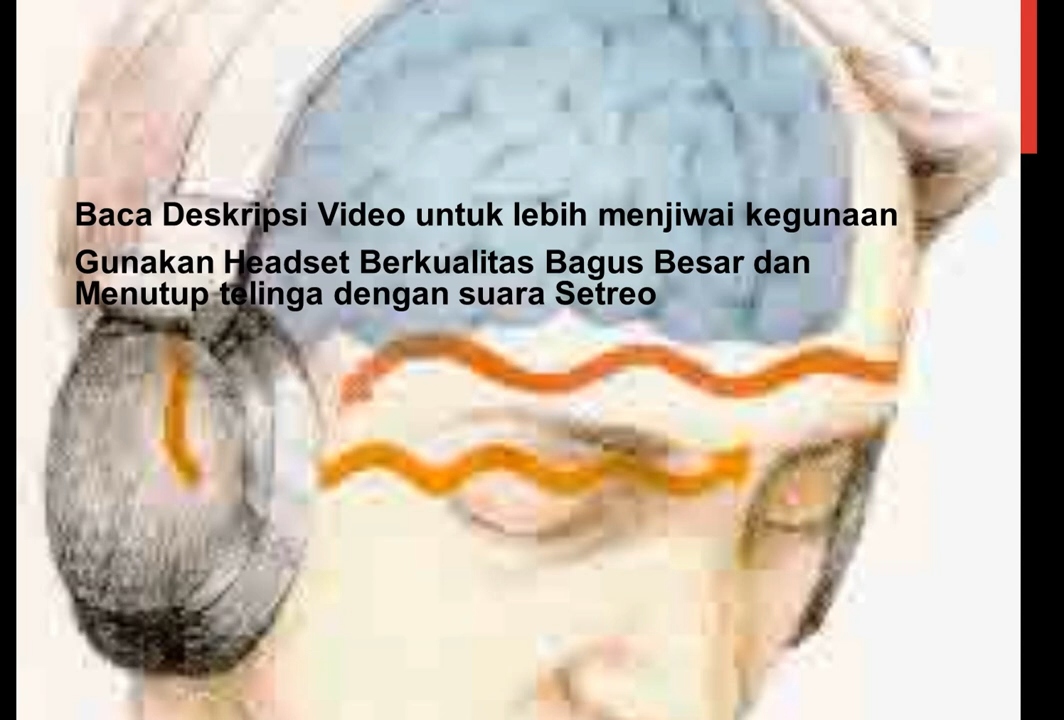 Baca Deskripsi Video untuk lebih menjiwai kegunaan
Gunakan Headset Berkualitas Bagus Besar dan
Menutup telinga dengan suara Setreo